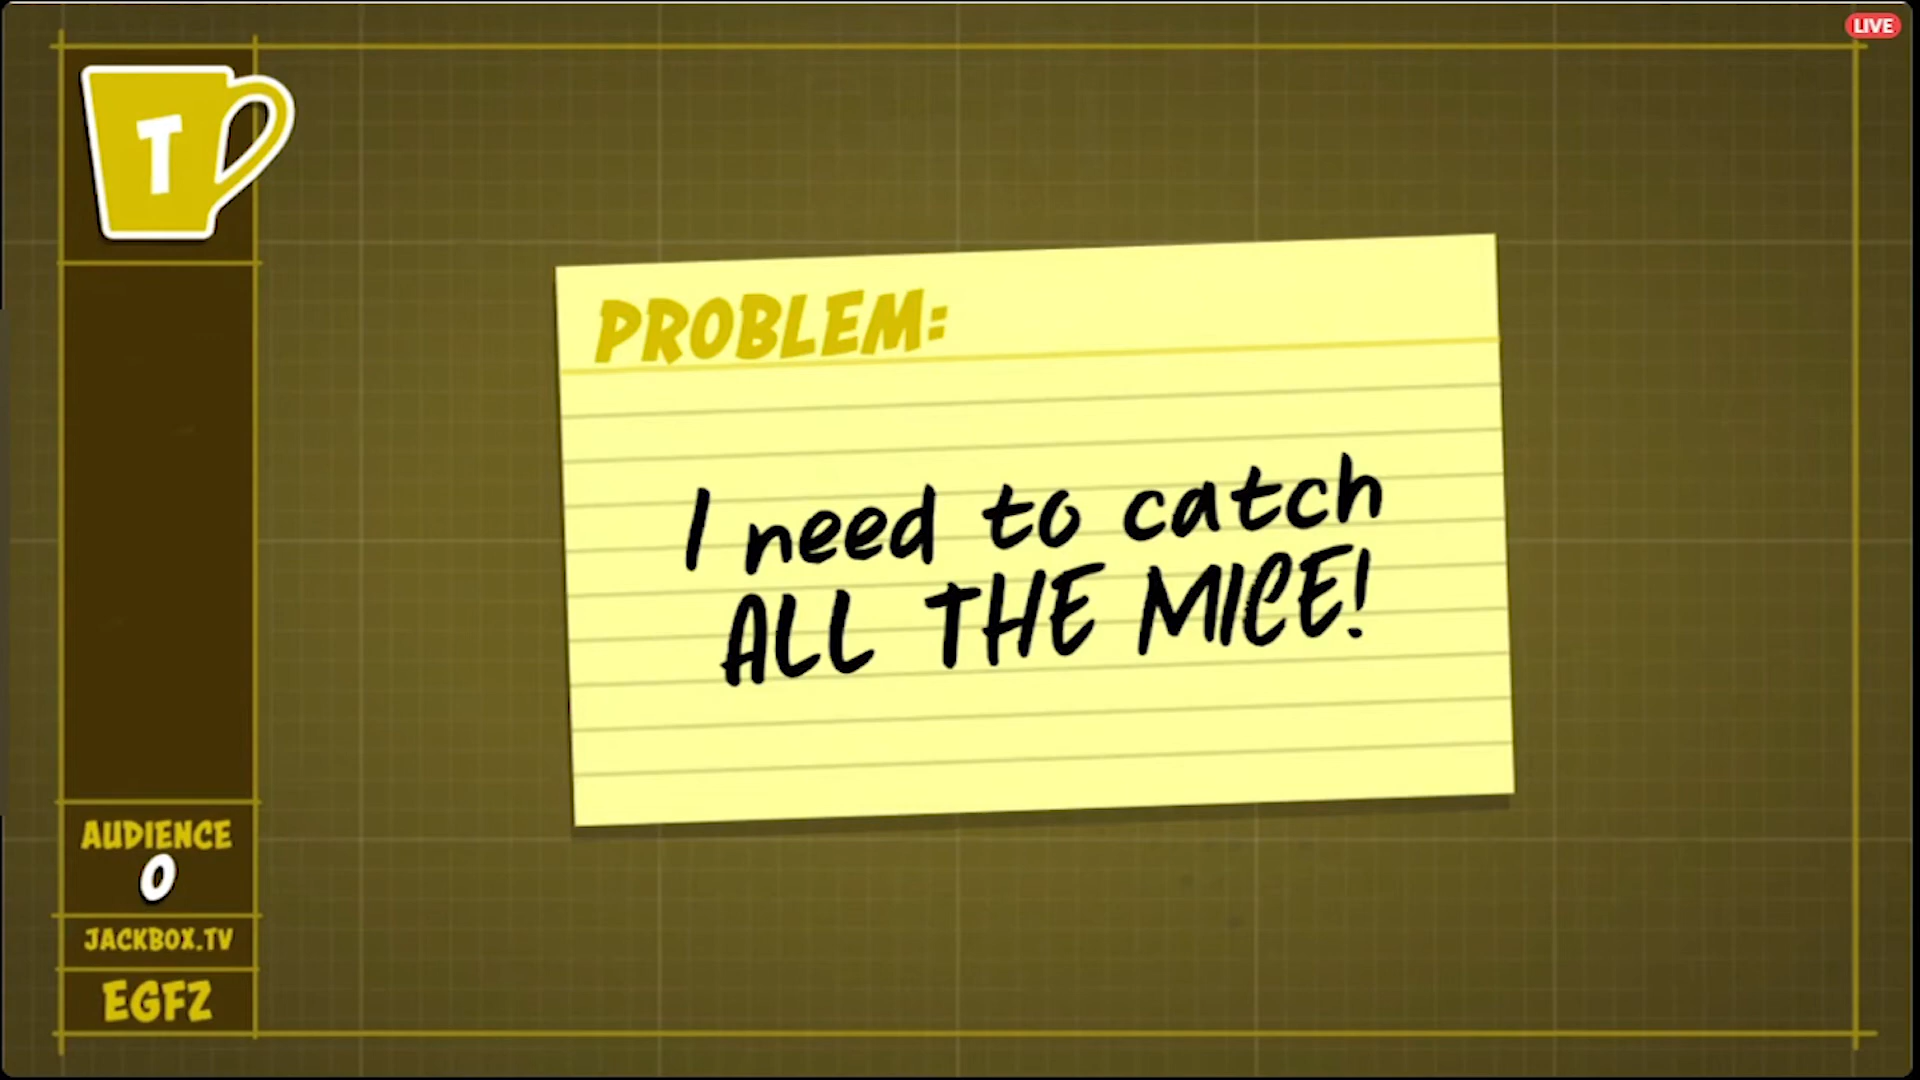 LIVE
T
PROBLEM:
I need to catch
ALL THE MICE!
AUDIENCE
0
JACKBOX.TV
EGFZ